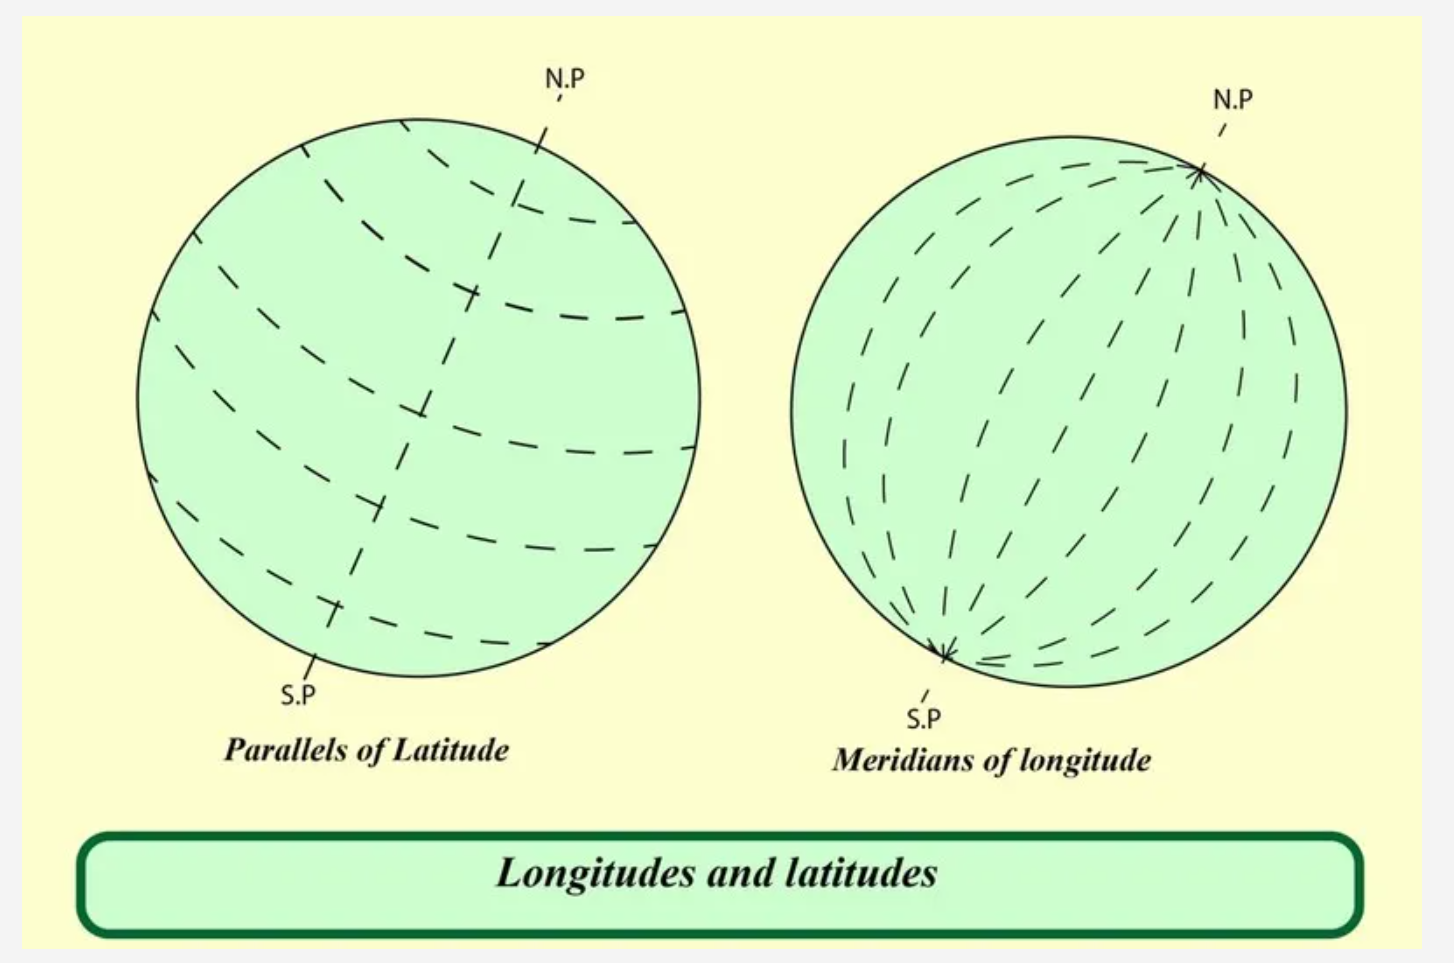 N.P
N.P
S.P
S.P
Parallels of Latitude
Meridians of longitude
Longitudes and latitudes